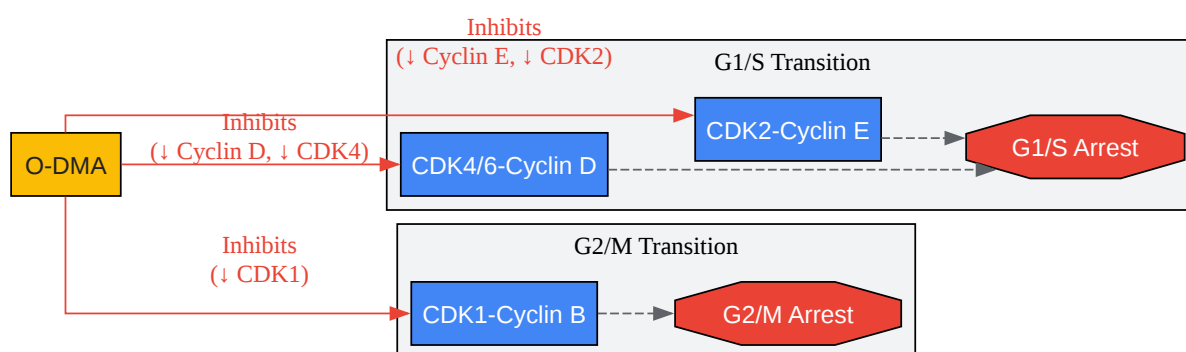 Inhibits
(↓ Cyclin E, ↓ CDK2)
G1/S Transition
Inhibits
(↓ Cyclin D, ↓ CDK4)
CDK2-Cyclin E
O-DMA
CDK4/6-Cyclin D
G1/S Arrest
G2/M Transition
Inhibits
(↓ CDK1)
CDK1-Cyclin B
G2/M Arrest